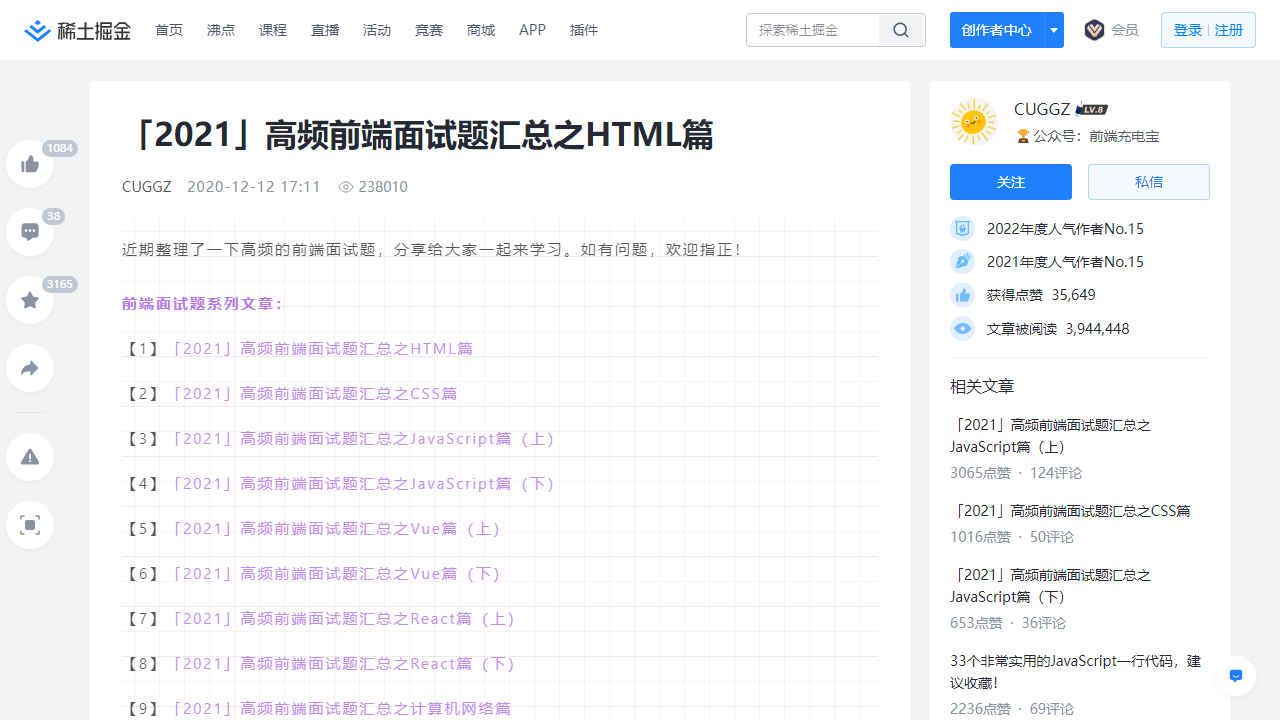 稀土掘金 首页 沸点 课程 直播 活动 竞赛 商城 APP 插件 探索稀土掘金 创作者中心 会员 登录 注册
「2021」高频前端面试题汇总之HTML篇
CUGGZ 2020-12-12 17:11 238010
1084
38
3165
近期整理了一下高频的前端面试题，分享给大家一起来学习。如有问题，欢迎指正！
前端面试题系列文章：
【1】「2021」高频前端面试题汇总之HTML篇
【2】「2021」高频前端面试题汇总之CSS篇
【3】「2021」高频前端面试题汇总之JavaScript篇（上）
【4】「2021」高频前端面试题汇总之JavaScript篇（下）
【5】「2021」高频前端面试题汇总之Vue篇（上）
【6】「2021」高频前端面试题汇总之Vue篇（下）
【7】「2021」高频前端面试题汇总之React篇（上）
【8】「2021」高频前端面试题汇总之React篇（下）
【9】「2021」高频前端面试题汇总之计算机网络篇
CUGGZ LV.8
公众号：前端充电宝
关注 私信
2022年度人气作者No.15
2021年度人气作者No.15
获得点赞 35,649
文章被阅读 3,944,448
相关文章
「2021」高频前端面试题汇总之
JavaScript篇（上）
3065点赞 · 124评论
「2021」高频前端面试题汇总之CSS篇
1016点赞 · 50评论
「2021」高频前端面试题汇总之
JavaScript篇（下）
653点赞 · 36评论
33个非常实用的JavaScript一行代码，建
议收藏！
2236点赞 · 69评论